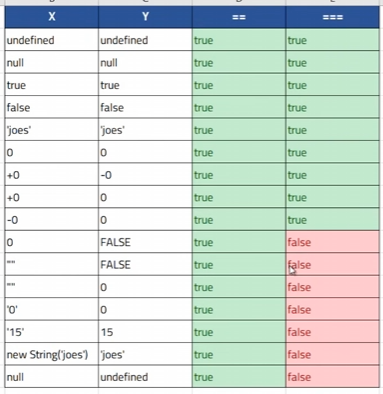 X Y == ===
undefined undefined true true
null null true true
true true true true
false false true true
'joes' 'joes' true true
0 0 true true
+0 -0 true true
+0 0 true true
-0 0 true true
0 FALSE true false
"" FALSE true false
"" 0 true false
'0' 0 true false
'15' 15 true false
new String('joes') 'joes' true false
null undefined true false